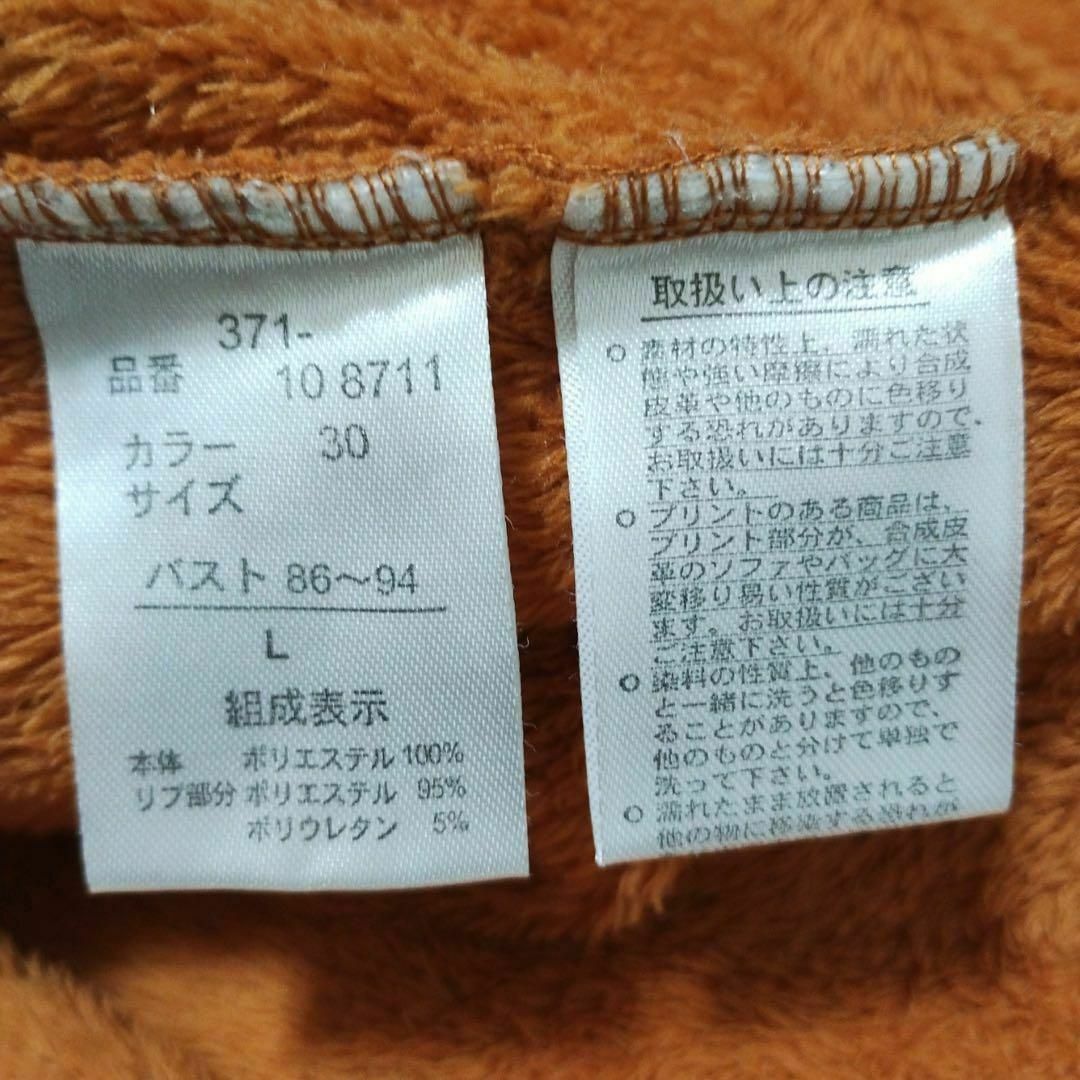 371-
品番 10 8711
カラー 30
サイズ
バスト 86～94
L
組成表示
本体 ポリエステル 100%
リブ部分 ポリエステル 95%
ポリウレタン 5%
取扱い上の注意
○ 素材の特性上、濡れた状
態や強い摩擦により合成
皮革や他のものに色移り
する恐れがありますので、
お取扱いには十分ご注意
下さい。
○ プリントのある商品は、
プリント部分が、合成皮
革のソファやバッグに大
変移り易い性質がござい
ます。お取扱いには十分
ご注意下さい。
○ 染料の性質上、他のもの
と一緒に洗うと色移りす
ることがありますので、
他のものと分けて単独で
洗って下さい。
○ 濡れたまま放置されると
他の物に移染する恐れが